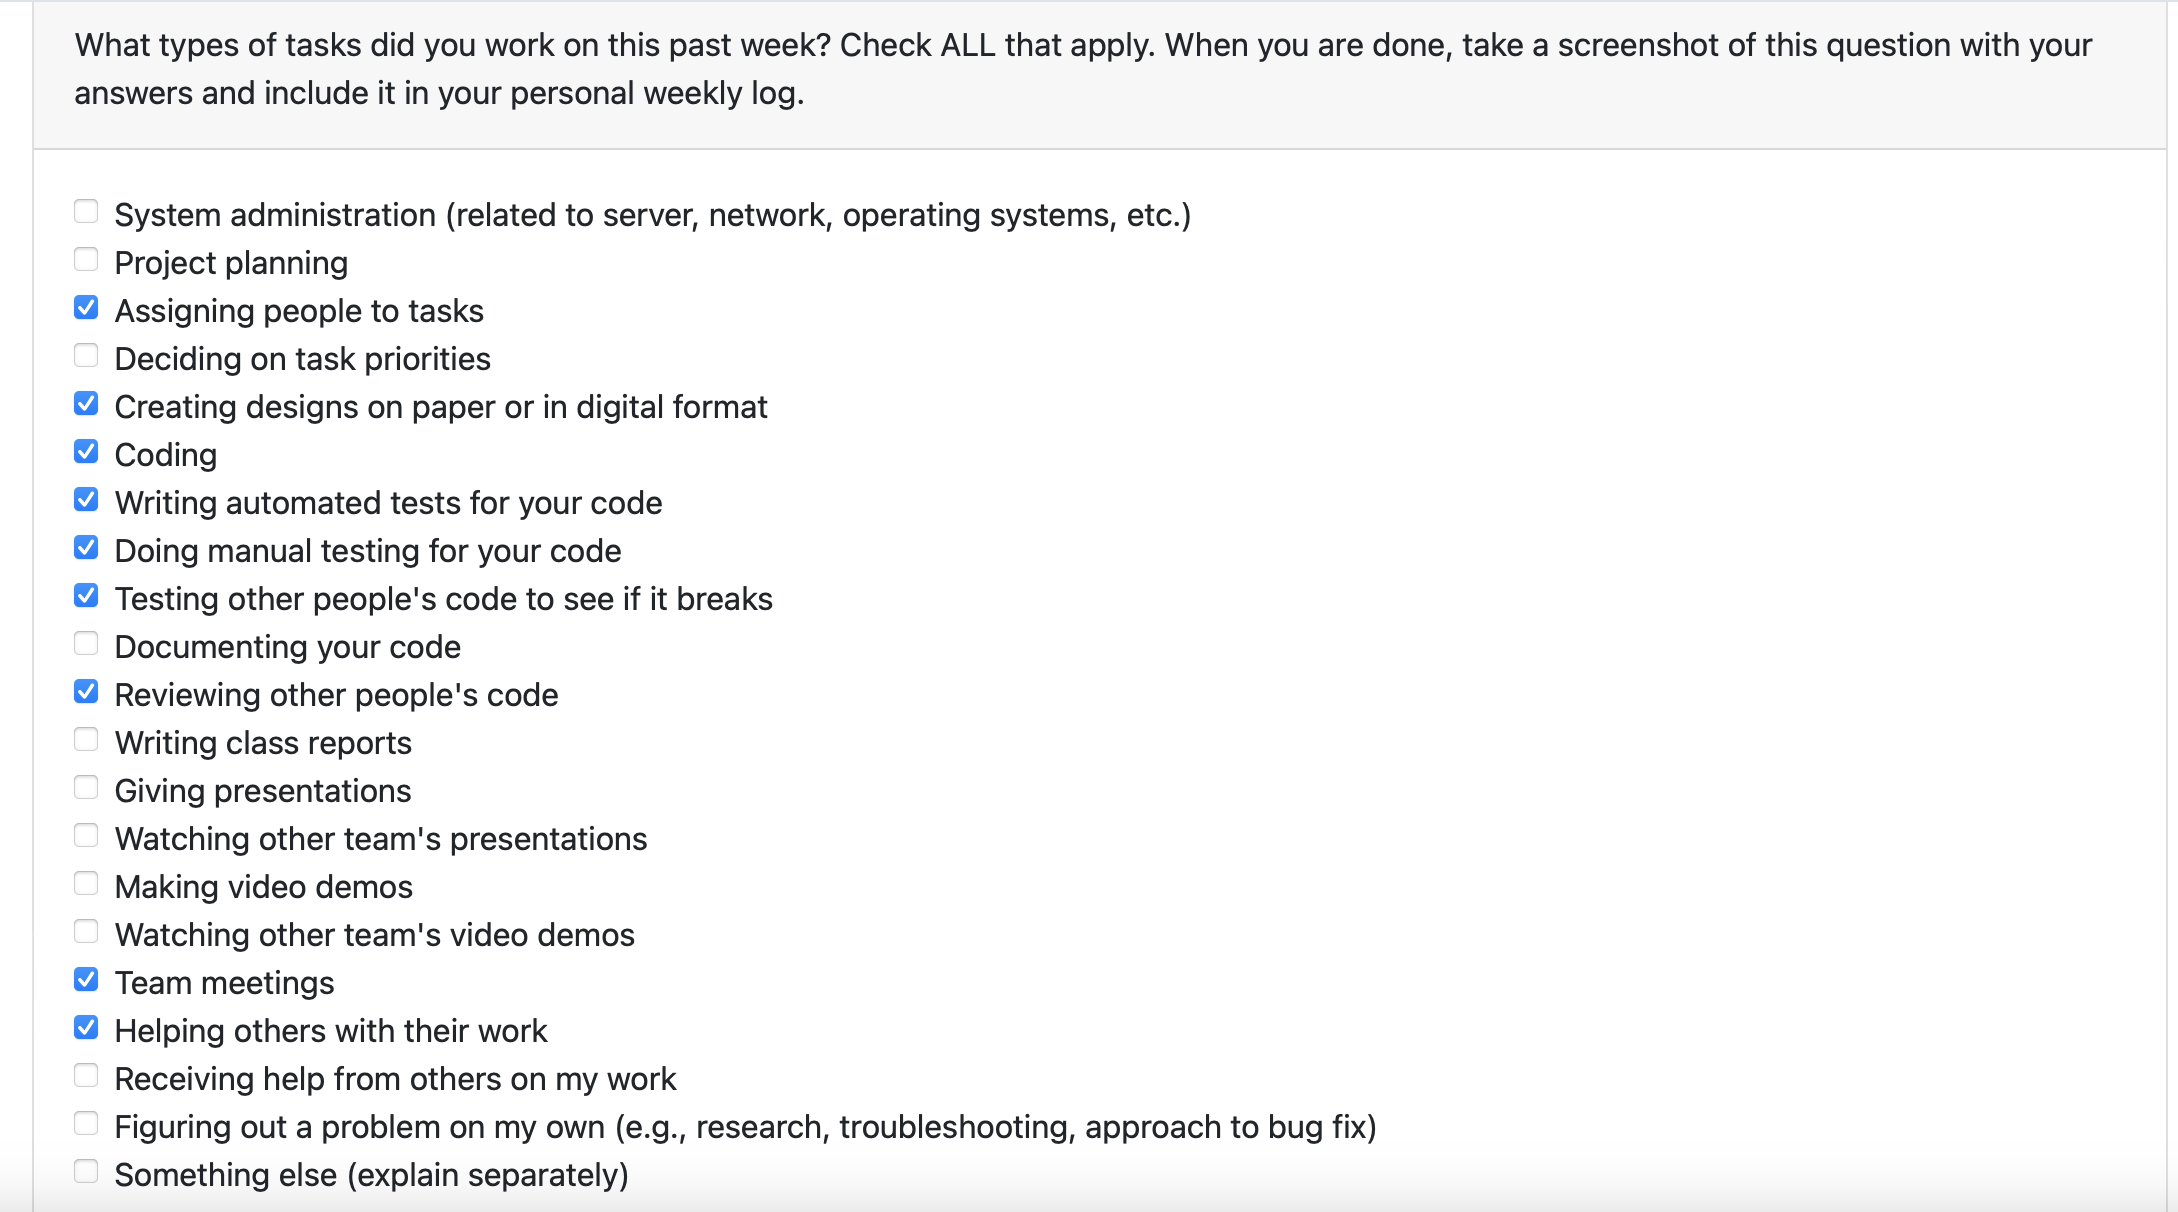 What types of tasks did you work on this past week? Check ALL that apply. When you are done, take a screenshot of this question with your
answers and include it in your personal weekly log.
System administration (related to server, network, operating systems, etc.)
Project planning
Assigning people to tasks
Deciding on task priorities
Creating designs on paper or in digital format
Coding
Writing automated tests for your code
Doing manual testing for your code
Testing other people's code to see if it breaks
Documenting your code
Reviewing other people's code
Writing class reports
Giving presentations
Watching other team's presentations
Making video demos
Watching other team's video demos
Team meetings
Helping others with their work
Receiving help from others on my work
Figuring out a problem on my own (e.g., research, troubleshooting, approach to bug fix)
Something else (explain separately)